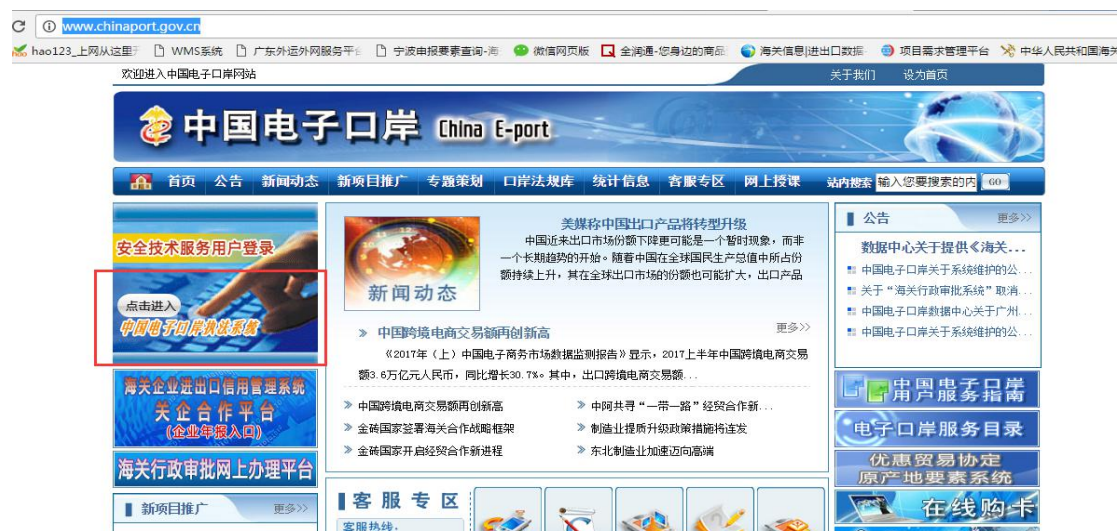 www.chinaport.gov.cn
hao123_上网从这里
WMS系统
广东外运外网服务平
宁波申报要素查询-海
微信网页版
全润通-您身边的商品
海关信息|进出口数据
项目需求管理平台
中华人民共和国海关
欢迎进入中国电子口岸网站
关于我们 设为首页
中国电子口岸 China E-port
首页 公告 新闻动态 新项目推广 专题策划 口岸法规库 统计信息 客服专区 网上授课 站内搜索 输入您要搜索的内 GO
安全技术服务用户登录
点击进入
中国电子口岸执法系统
海关企业进出口信用管理系统
关企合作平台
(企业年报入口)
海关行政审批网上办理平台
新项目推广 更多>>
新闻动态
美媒称中国出口产品将转型升级
中国近来出口市场份额下降更可能是一个暂时现象，而非
一个长期趋势的开始。随着中国在全球国民生产总值中所占份
额持续上升，其在全球出口市场的份额也可能扩大，出口产品
中国跨境电商交易额再创新高 更多>>
《2017年（上）中国电子商务市场数据监测报告》显示，2017上半年中国跨境电商交易
额3.6万亿元人民币，同比增长30.7%。其中，出口跨境电商交易额...
中国跨境电商交易额再创新高
中阿共寻“一带一路”经贸合作新...
金砖国家签署海关合作战略框架
制造业提质升级政策措施将连发
金砖国家开启经贸合作新进程
东北制造业加速迈向高端
客服专区
客服热线:
公告 更多>>
数据中心关于提供《海关...
中国电子口岸关于系统维护的公...
关于“海关行政审批系统”取消...
中国电子口岸数据中心关于广州...
中国电子口岸关于系统维护的公...
中国电子口岸
用户服务指南
电子口岸服务目录
优惠贸易协定
原产地要素系统
在线购卡